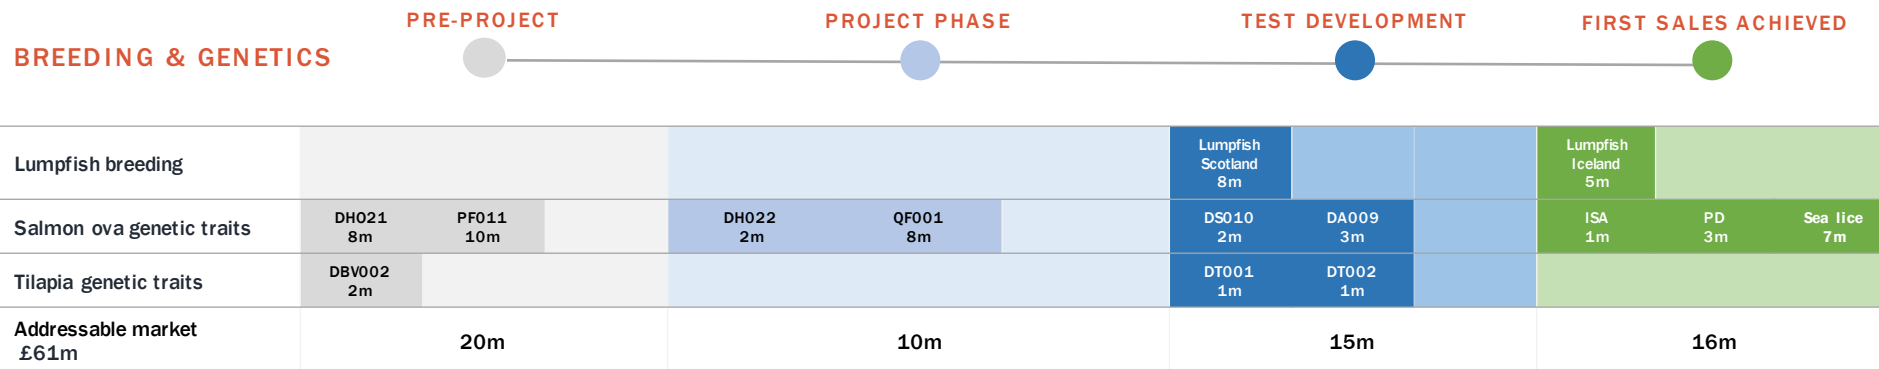 PRE-PROJECT
PROJECT PHASE
TEST DEVELOPMENT
FIRST SALES ACHIEVED
BREEDING & GENETICS
Lumpfish breeding
Lumpfish
Scotland
8m
Lumpfish
Iceland
5m
Salmon ova genetic traits
DH021
8m
PF011
10m
DH022
2m
QF001
8m
DS010
2m
DA009
3m
ISA
1m
PD
3m
Sea lice
7m
Tilapia genetic traits
DBV002
2m
DT001
1m
DT002
1m
Addressable market
£61m
20m
10m
15m
16m